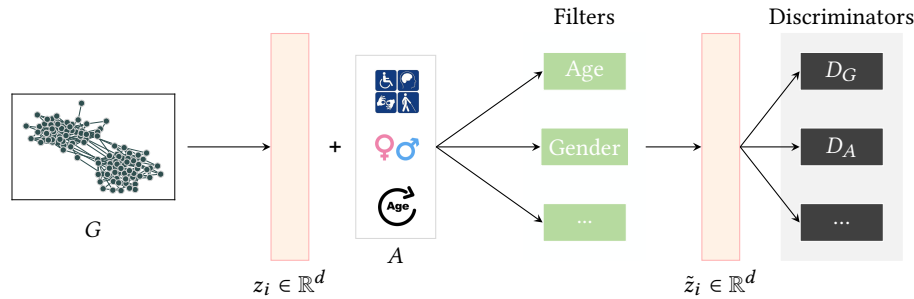 Filters
Discriminators
Age
D_G
+
Gender
D_A
Age
...
...
G
A
z_i ∈ ℝ^d
z̃_i ∈ ℝ^d